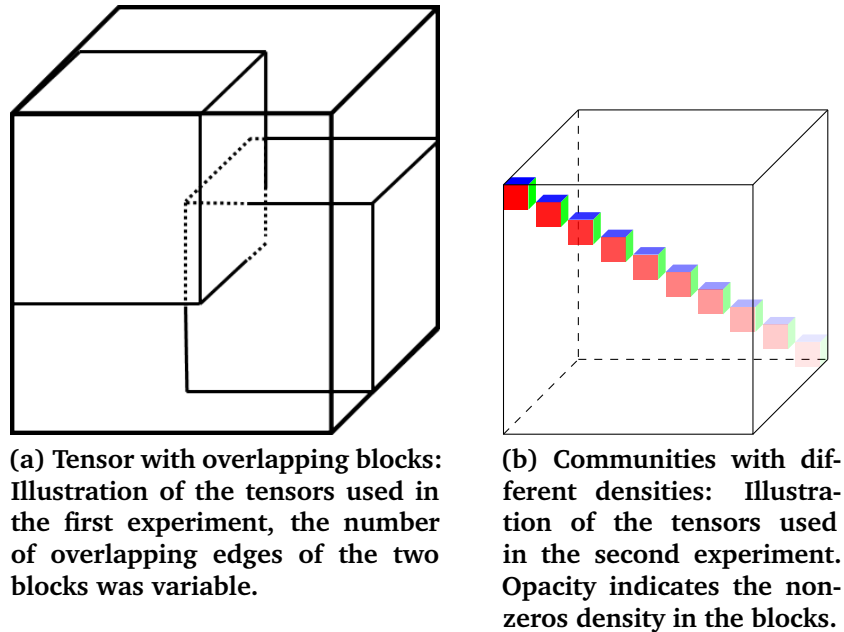 (a) Tensor with overlapping blocks:
Illustration of the tensors used in
the first experiment, the number
of overlapping edges of the two
blocks was variable.
(b) Communities with dif-
ferent densities: Illustra-
tion of the tensors used
in the second experiment.
Opacity indicates the non-
zeros density in the blocks.